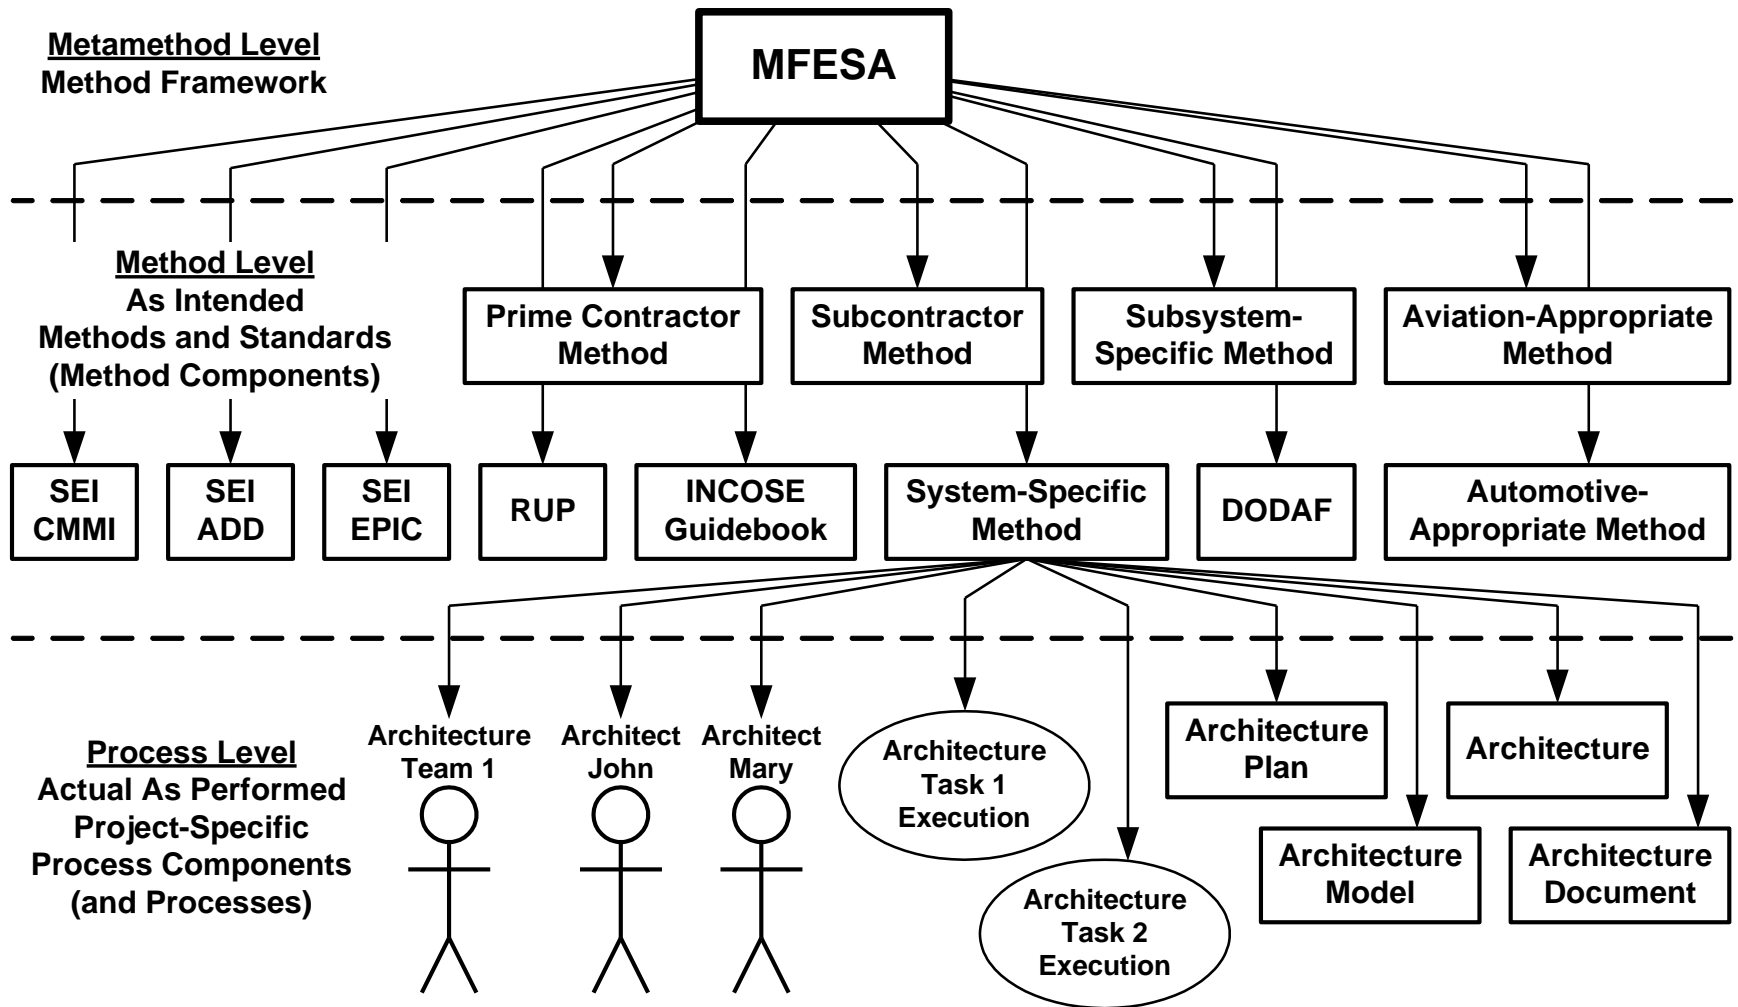 Metamethod Level
Method Framework
MFESA
Method Level
As Intended
Methods and Standards
(Method Components)
Prime Contractor
Method
Subcontractor
Method
Subsystem-
Specific Method
Aviation-Appropriate
Method
SEI
CMMI
SEI
ADD
SEI
EPIC
RUP
INCOSE
Guidebook
System-Specific
Method
DODAF
Automotive-
Appropriate Method
Process Level
Actual As Performed
Project-Specific
Process Components
(and Processes)
Architecture
Team 1
Architect
John
Architect
Mary
Architecture
Task 1
Execution
Architecture
Task 2
Execution
Architecture
Plan
Architecture
Model
Architecture
Architecture
Document